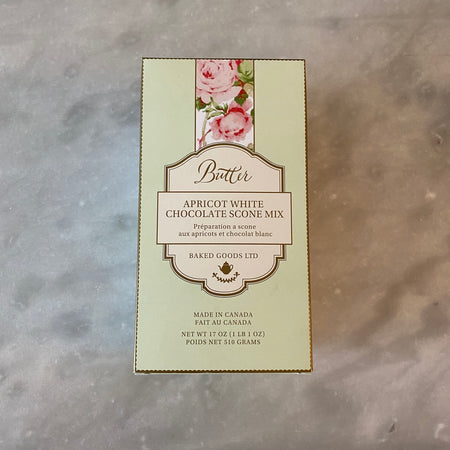 Butter
APRICOT WHITE
CHOCOLATE SCONE MIX
Préparation a scone
aux apricots et chocolat blanc
BAKED GOODS LTD
MADE IN CANADA
FAIT AU CANADA
NET WT 17 OZ (1 LB 1 OZ)
POIDS NET 510 GRAMS